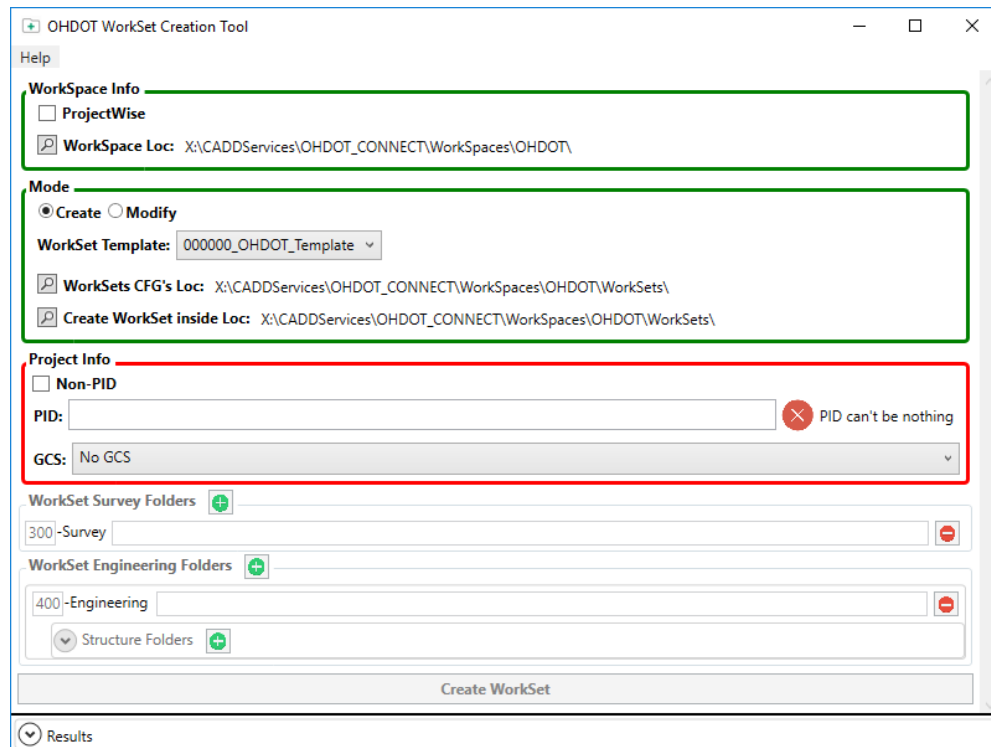 OHDOT WorkSet Creation Tool
Help
WorkSpace Info
ProjectWise
WorkSpace Loc: X:\CADDServices\OHDOT_CONNECT\WorkSpaces\OHDOT\
Mode
Create Modify
WorkSet Template: 000000_OHDOT_Template
WorkSets CFG's Loc: X:\CADDServices\OHDOT_CONNECT\WorkSpaces\OHDOT\WorkSets\
Create WorkSet inside Loc: X:\CADDServices\OHDOT_CONNECT\WorkSpaces\OHDOT\WorkSets\
Project Info
Non-PID
PID: PID can't be nothing
GCS: No GCS
WorkSet Survey Folders
300 -Survey
WorkSet Engineering Folders
400 -Engineering
Structure Folders
Create WorkSet
Results